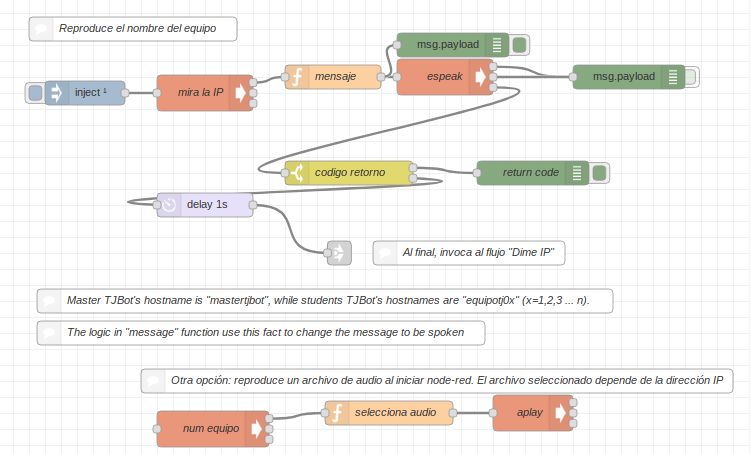 Reproduce el nombre del equipo
msg.payload
inject ¹
mira la IP
mensaje
espeak
msg.payload
codigo retorno
return code
delay 1s
Al final, invoca al flujo "Dime IP"
Master TJBot's hostname is "mastertjbot", while students TJBot's hostnames are "equipotj0x" (x=1,2,3 ... n).
The logic in "message" function use this fact to change the message to be spoken
Otra opción: reproduce un archivo de audio al iniciar node-red. El archivo seleccionado depende de la dirección IP
num equipo
selecciona audio
aplay